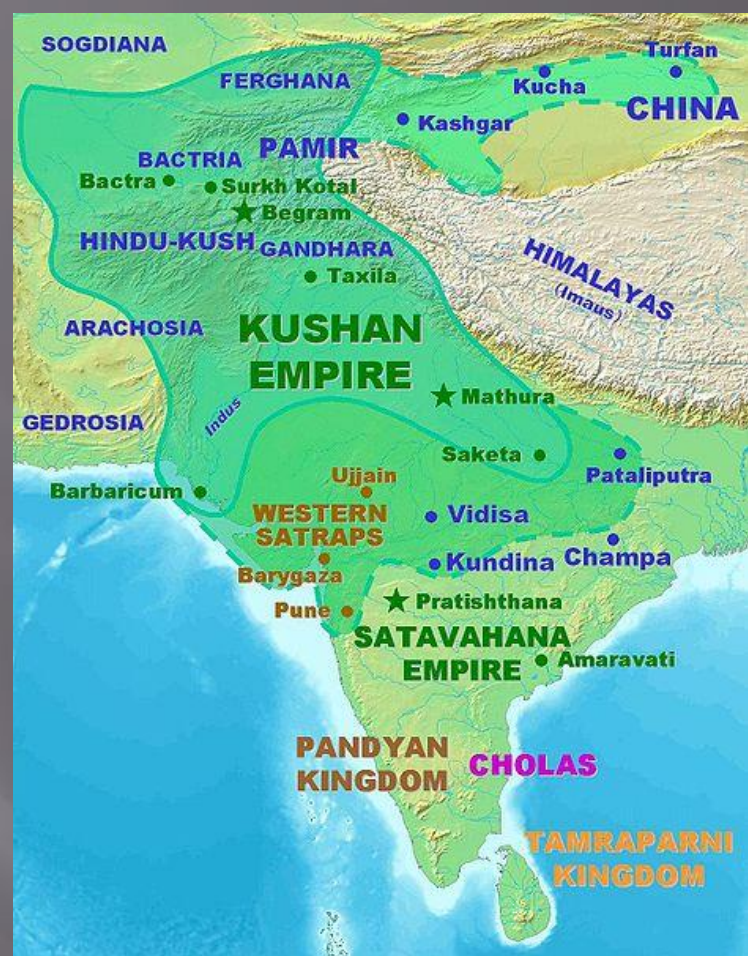 SOGDIANA
Turfan
FERGHANA
Kucha
CHINA
Kashgar
PAMIR
BACTRIA
Bactra
Surkh Kotal
Begram
HINDU-KUSH
GANDHARA
HIMALAYAS
(Imaus)
Taxila
ARACHOSIA
KUSHAN
EMPIRE
Mathura
Indus
GEDROSIA
Saketa
Pataliputra
Ujjain
Barbaricum
WESTERN
SATRAPS
Vidisa
Kundina
Champa
Barygaza
Pratishthana
Pune
SATAVAHANA
EMPIRE
Amaravati
PANDYAN
KINGDOM
CHOLAS
TAMRAPARNI
KINGDOM